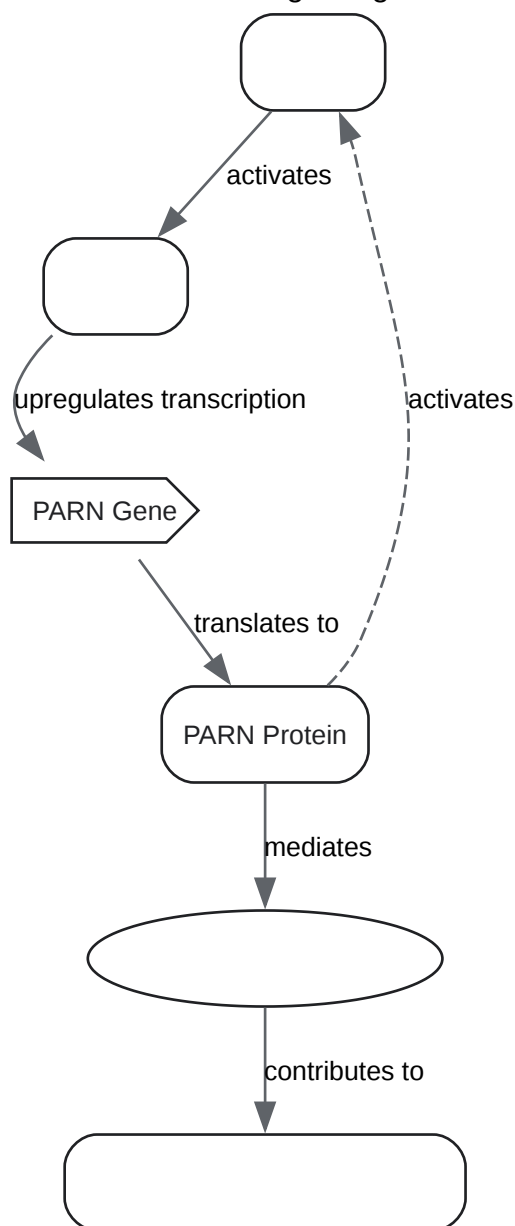 activates
upregulates transcription
activates
PARN Gene
translates to
PARN Protein
mediates
contributes to